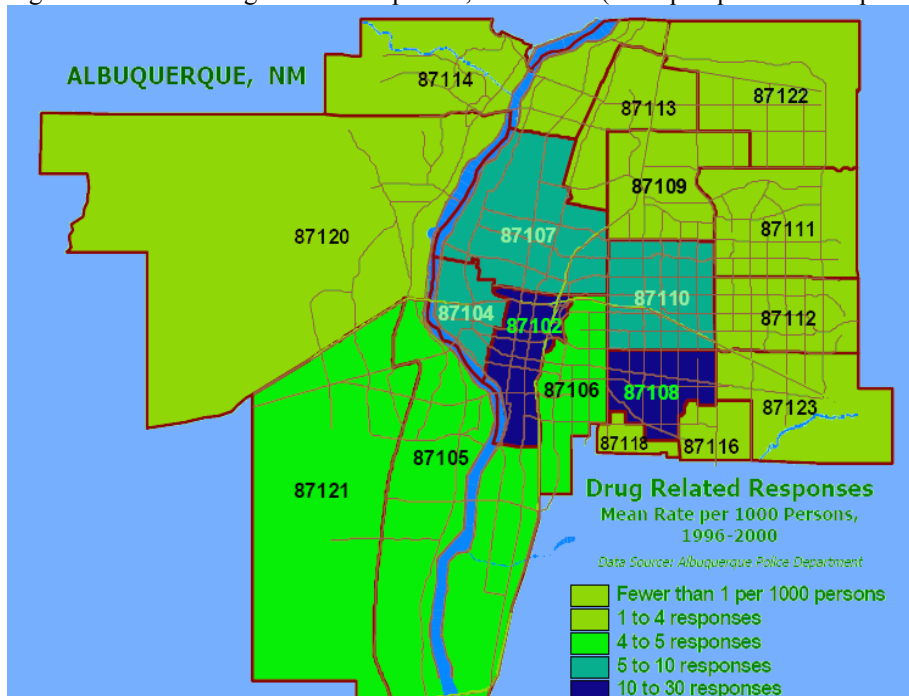 ALBUQUERQUE, NM
87114
87113
87122
87109
87120
87107
87111
87110
87104
87102
87112
87106
87108
87123
87105
87118
87116
87121
Drug Related Responses
Mean Rate per 1000 Persons,
1996-2000
Data Source: Albuquerque Police Department
Fewer than 1 per 1000 persons
1 to 4 responses
4 to 5 responses
5 to 10 responses
10 to 30 responses